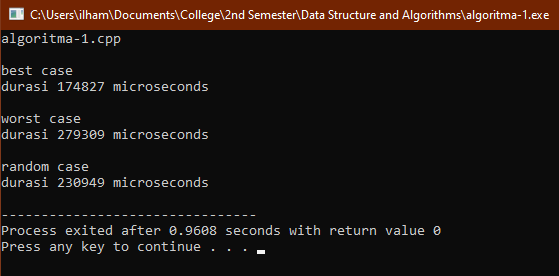 C:\Users\ilham\Documents\College\2nd Semester\Data Structure and Algorithms\algoritma-1.exe
algoritma-1.cpp
best case
durasi 174827 microseconds
worst case
durasi 279309 microseconds
random case
durasi 230949 microseconds
--------------------------------
Process exited after 0.9608 seconds with return value 0
Press any key to continue . . .